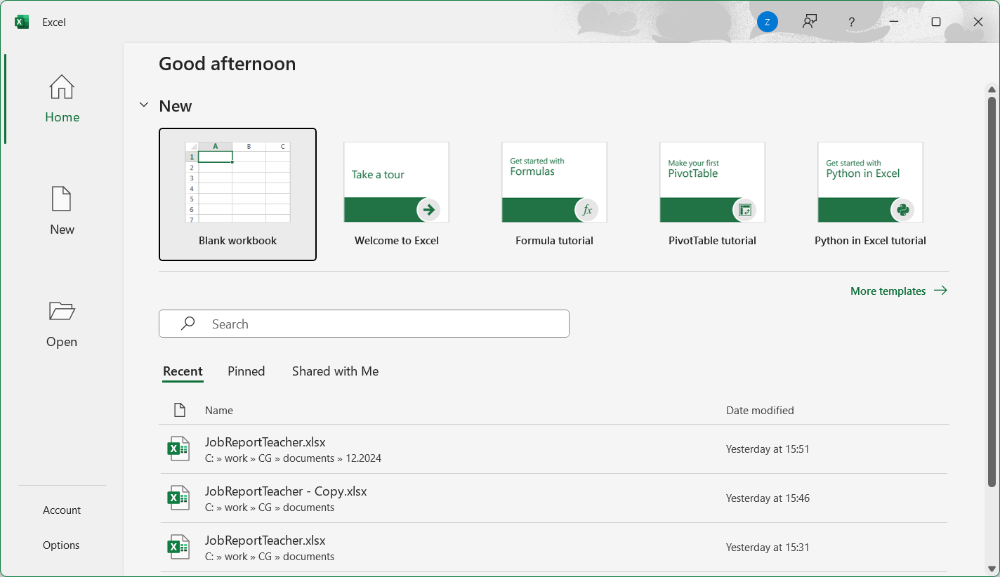 Excel
Z
?
Home
New
Open
Account
Options
Good afternoon
New
A B C
1
2
3
4
5
6
7
Blank workbook
Take a tour
Welcome to Excel
Get started with
Formulas
fx
Formula tutorial
Make your first
PivotTable
PivotTable tutorial
Get started with
Python in Excel
Python in Excel tutorial
More templates
Search
Recent Pinned Shared with Me
Name Date modified
JobReportTeacher.xlsx
C: » work » CG » documents » 12.2024
Yesterday at 15:51
JobReportTeacher - Copy.xlsx
C: » work » CG » documents
Yesterday at 15:46
JobReportTeacher.xlsx
C: » work » CG » documents
Yesterday at 15:31